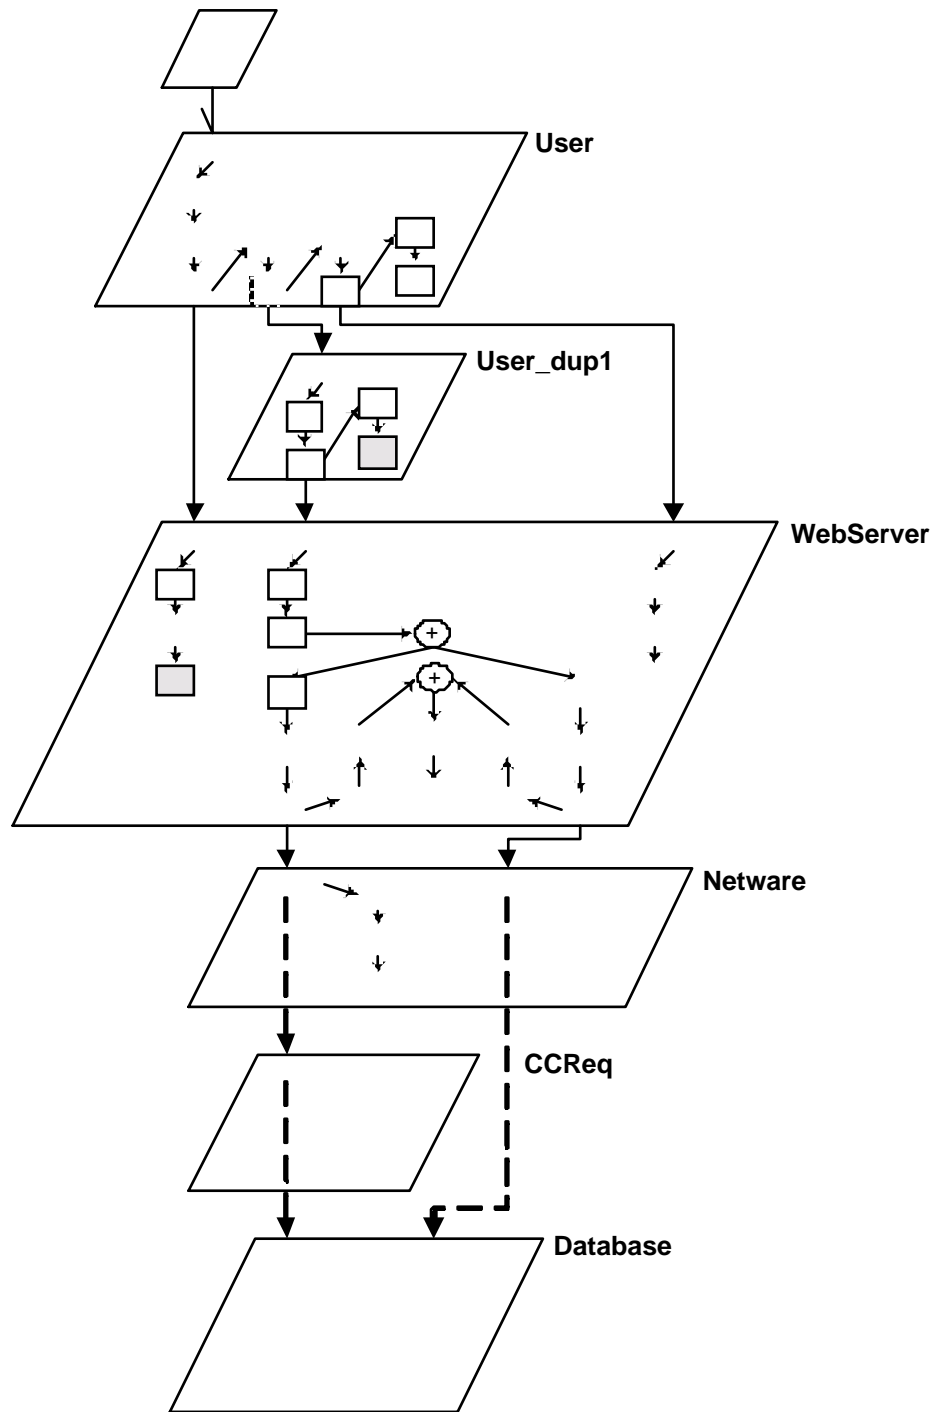 User
User_dup1
WebServer
+
+
Netware
CCReq
Database